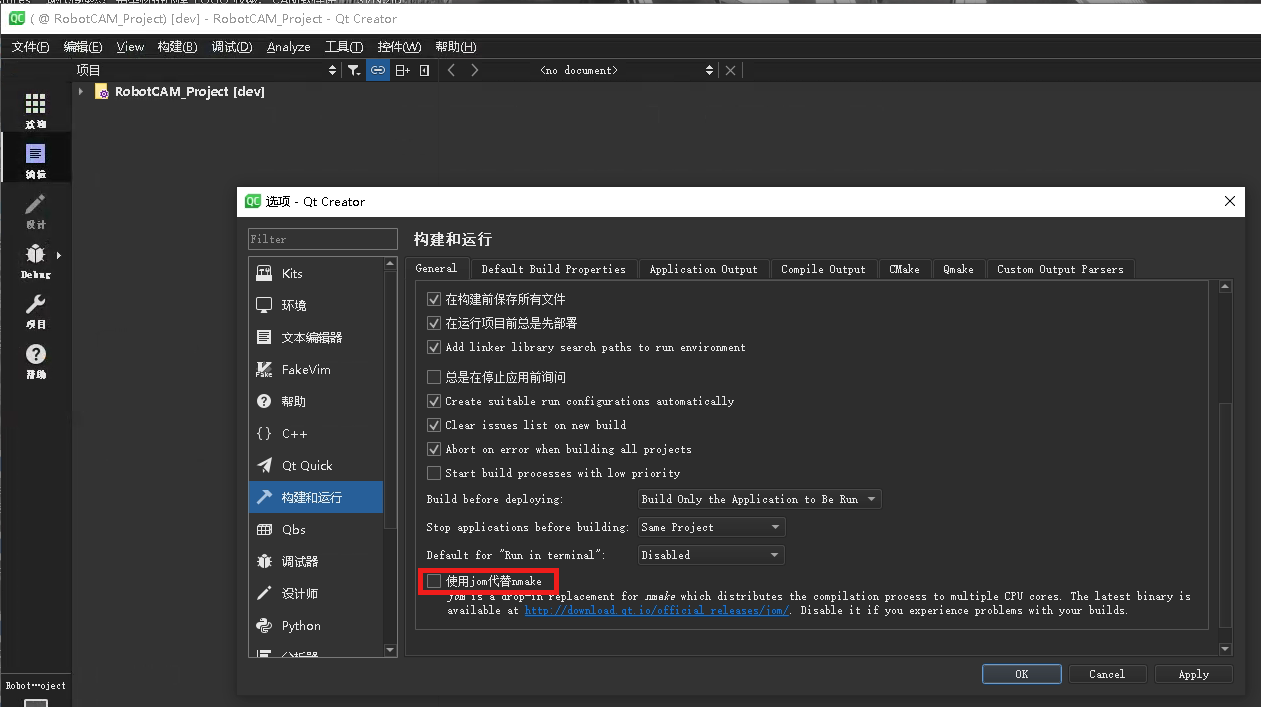 ( @ RobotCAM_Project) [dev] - RobotCAM_Project - Qt Creator
文件(F) 编辑(E) View 构建(B) 调试(D) Analyze 工具(T) 控件(W) 帮助(H)
项目 <no document>
RobotCAM_Project [dev]
欢迎
编辑
设计
Debug
项目
帮助
Robot···oject
选项 - Qt Creator
Filter
Kits
环境
文本编辑器
FakeVim
帮助
C++
Qt Quick
构建和运行
Qbs
调试器
设计师
Python
分析器
构建和运行
General Default Build Properties Application Output Compile Output CMake Qmake Custom Output Parsers
在构建前保存所有文件
在运行项目前总是先部署
Add linker library search paths to run environment
总是在停止应用前询问
Create suitable run configurations automatically
Clear issues list on new build
Abort on error when building all projects
Start build processes with low priority
Build before deploying: Build Only the Application to Be Run
Stop applications before building: Same Project
Default for "Run in terminal": Disabled
使用jom代替nmake
jom is a drop-in replacement for nmake which distributes the compilation process to multiple CPU cores. The latest binary is
available at http://download.qt.io/official_releases/jom/. Disable it if you experience problems with your builds.
OK Cancel Apply